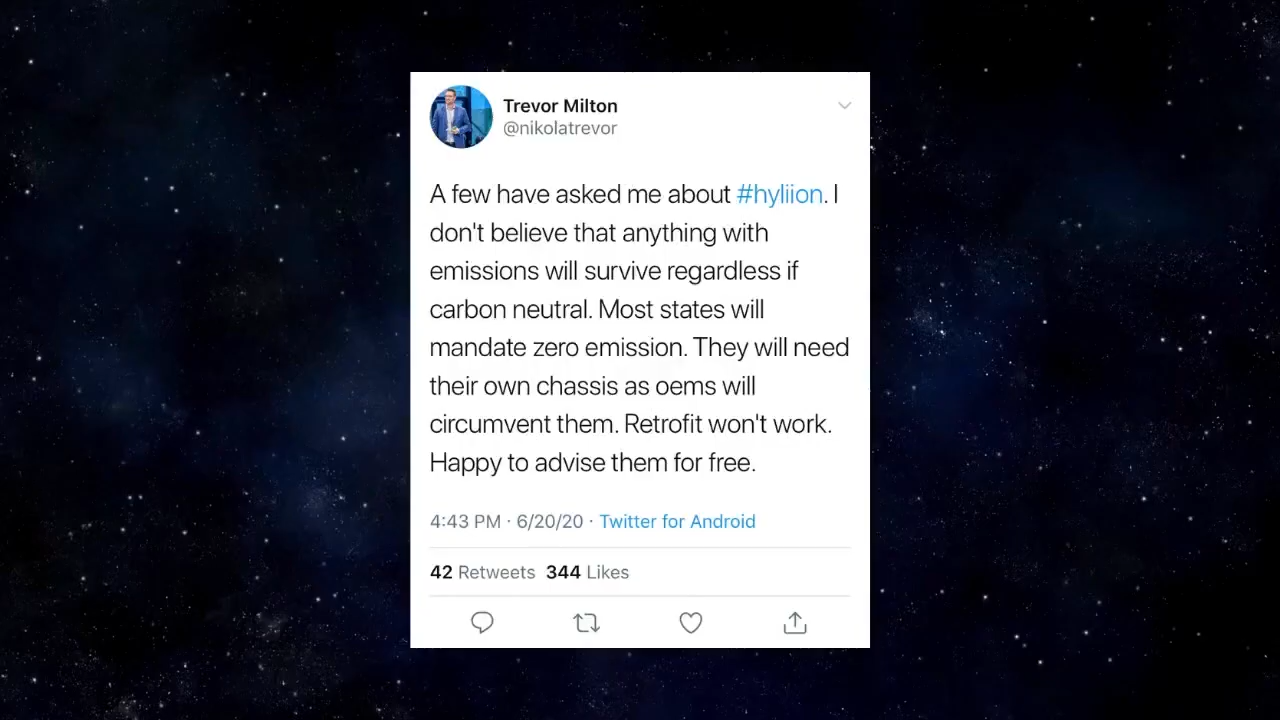 Trevor Milton
@nikolatrevor
A few have asked me about #hyliion. I
don't believe that anything with
emissions will survive regardless if
carbon neutral. Most states will
mandate zero emission. They will need
their own chassis as oems will
circumvent them. Retrofit won't work.
Happy to advise them for free.
4:43 PM · 6/20/20 · Twitter for Android
42 Retweets 344 Likes